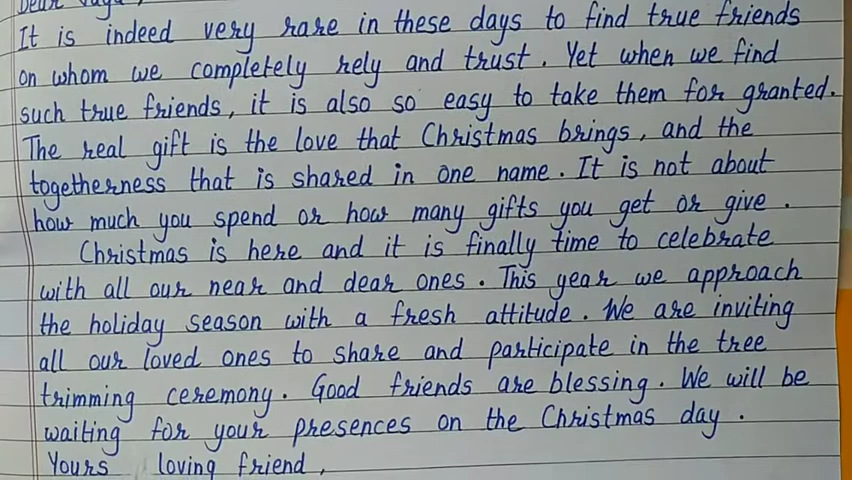 Dear
It is indeed very rare in these days to find true friends
on whom we completely rely and trust. Yet when we find
such true friends, it is also so easy to take them for granted.
The real gift is the love that Christmas brings, and the
togetherness that is shared in one name. It is not about
how much you spend or how many gifts you get or give.
Christmas is here and it is finally time to celebrate
with all our near and dear ones. This year we approach
the holiday season with a fresh attitude. We are inviting
all our loved ones to share and participate in the tree
trimming ceremony. Good friends are blessing. We will be
waiting for your presences on the Christmas day.
Yours loving friend,